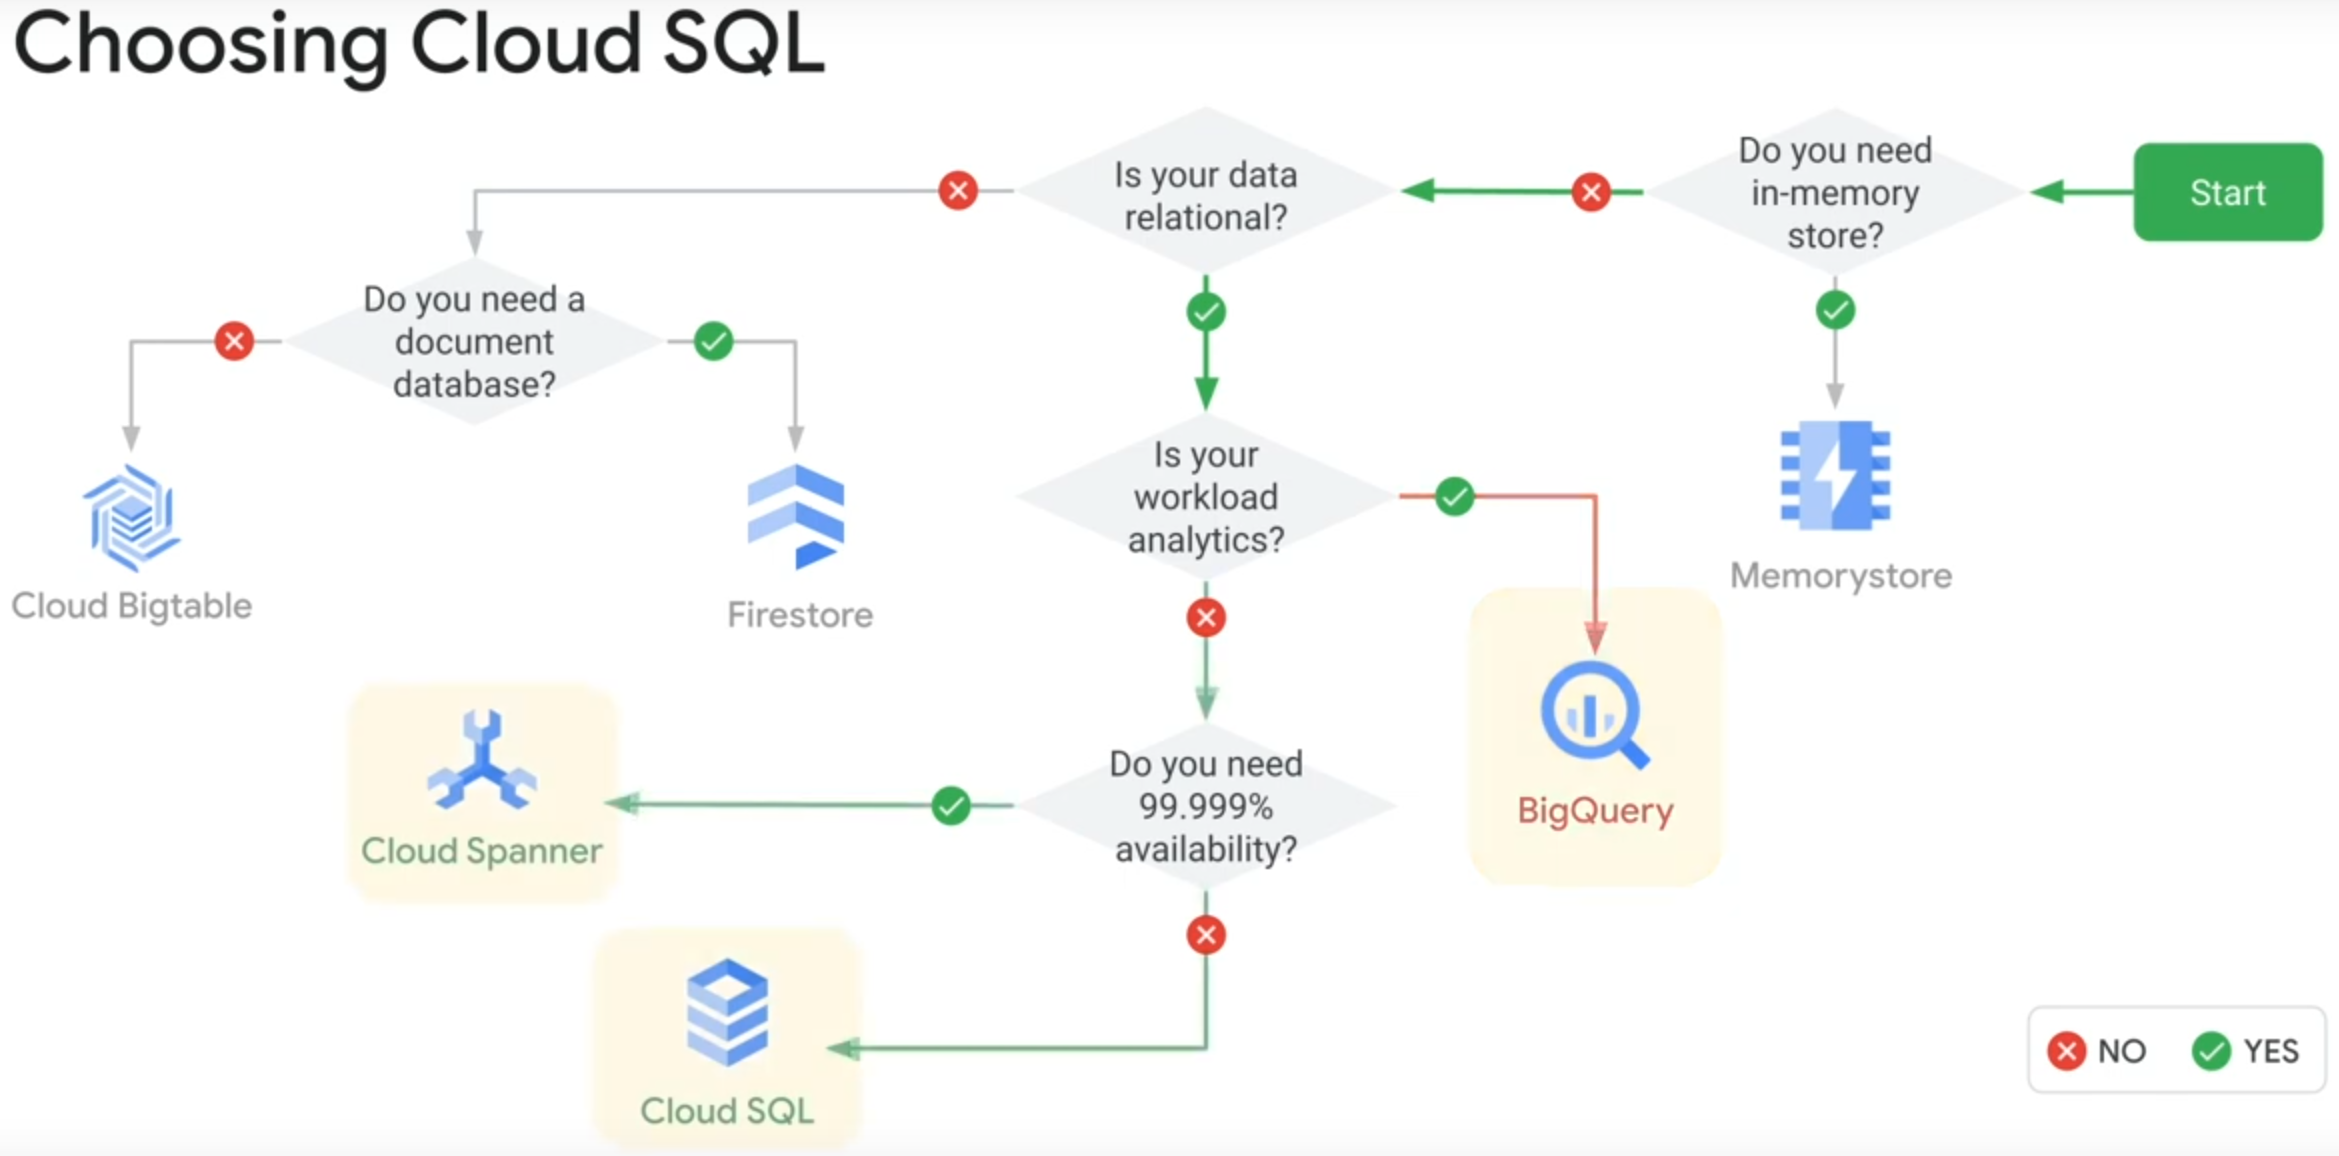 Choosing Cloud SQL
Start
Do you need
in-memory
store?
Is your data
relational?
Do you need a
document
database?
Cloud Bigtable
Firestore
Is your
workload
analytics?
Memorystore
BigQuery
Do you need
99.999%
availability?
Cloud Spanner
Cloud SQL
NO YES